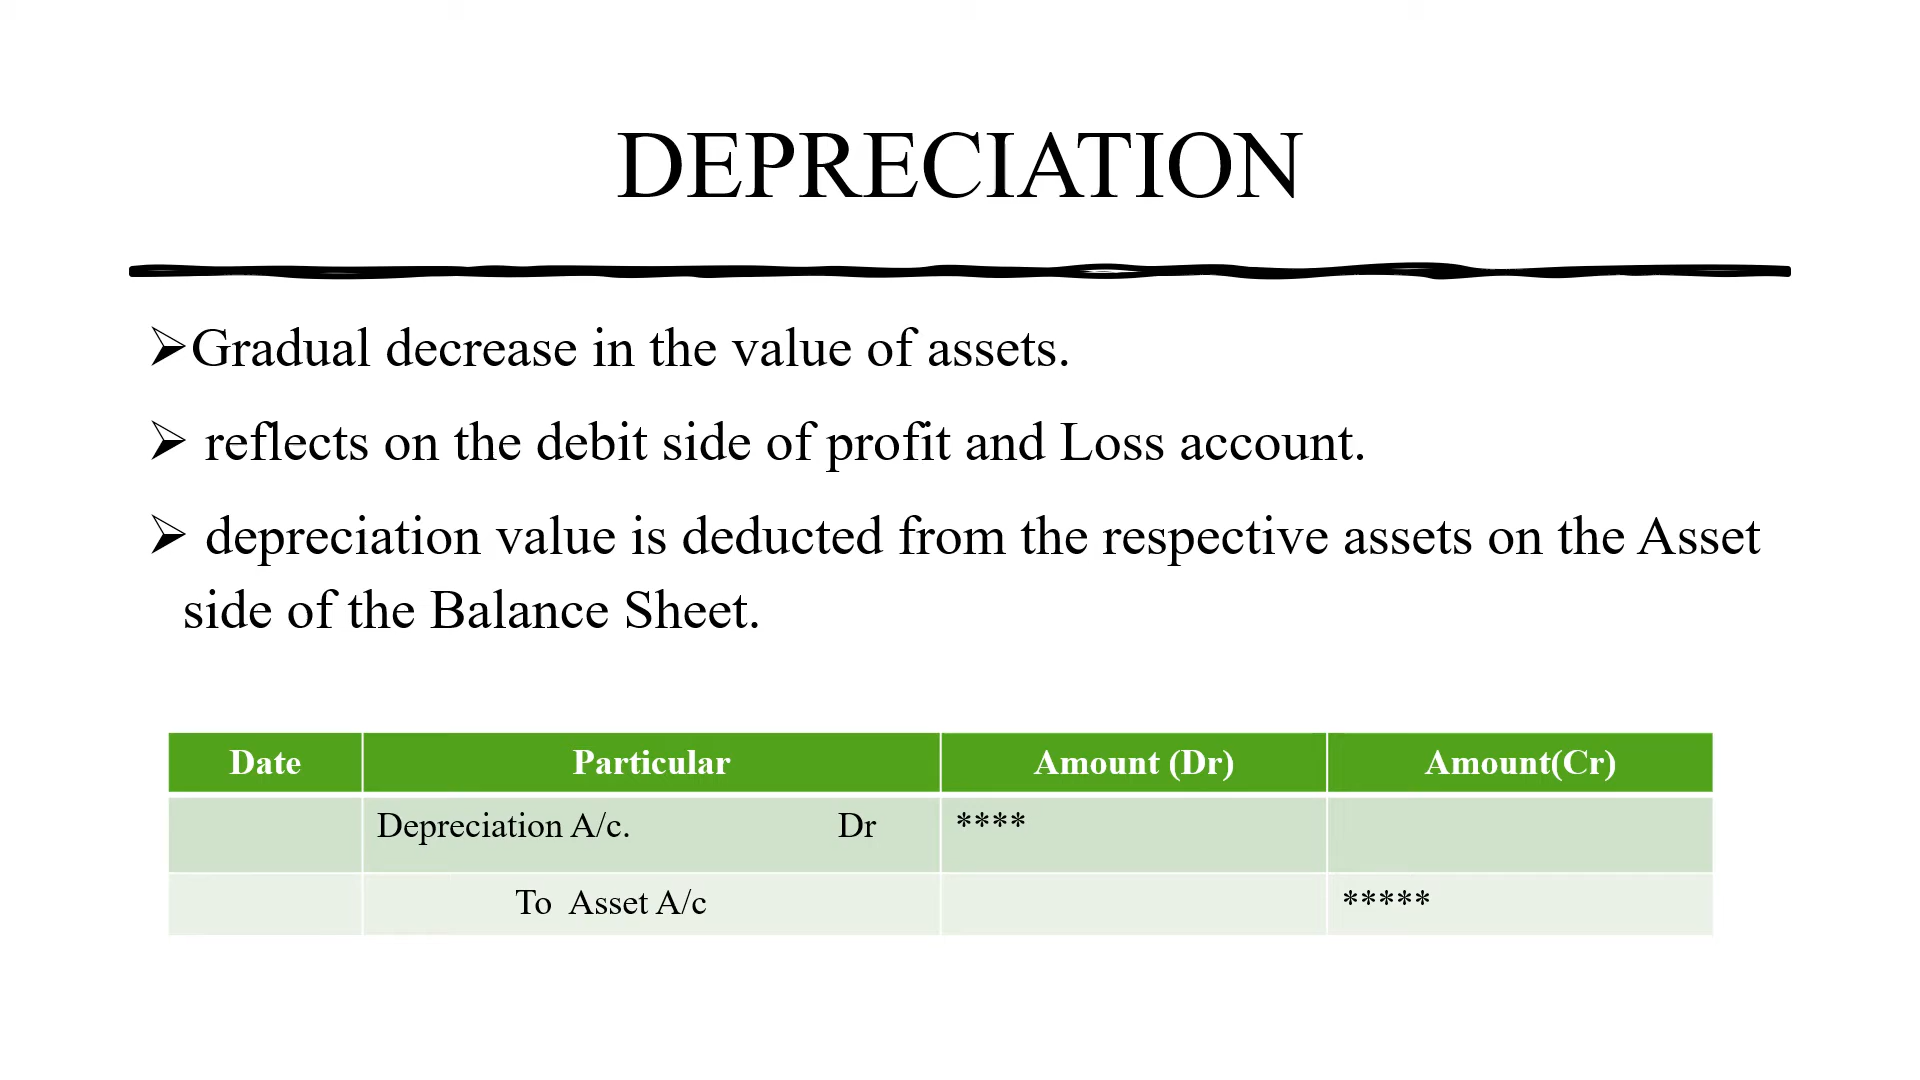 DEPRECIATION
➢Gradual decrease in the value of assets.
➢ reflects on the debit side of profit and Loss account.
➢ depreciation value is deducted from the respective assets on the Asset
side of the Balance Sheet.
Date Particular Amount (Dr) Amount(Cr)
Depreciation A/c. Dr ****
To Asset A/c *****